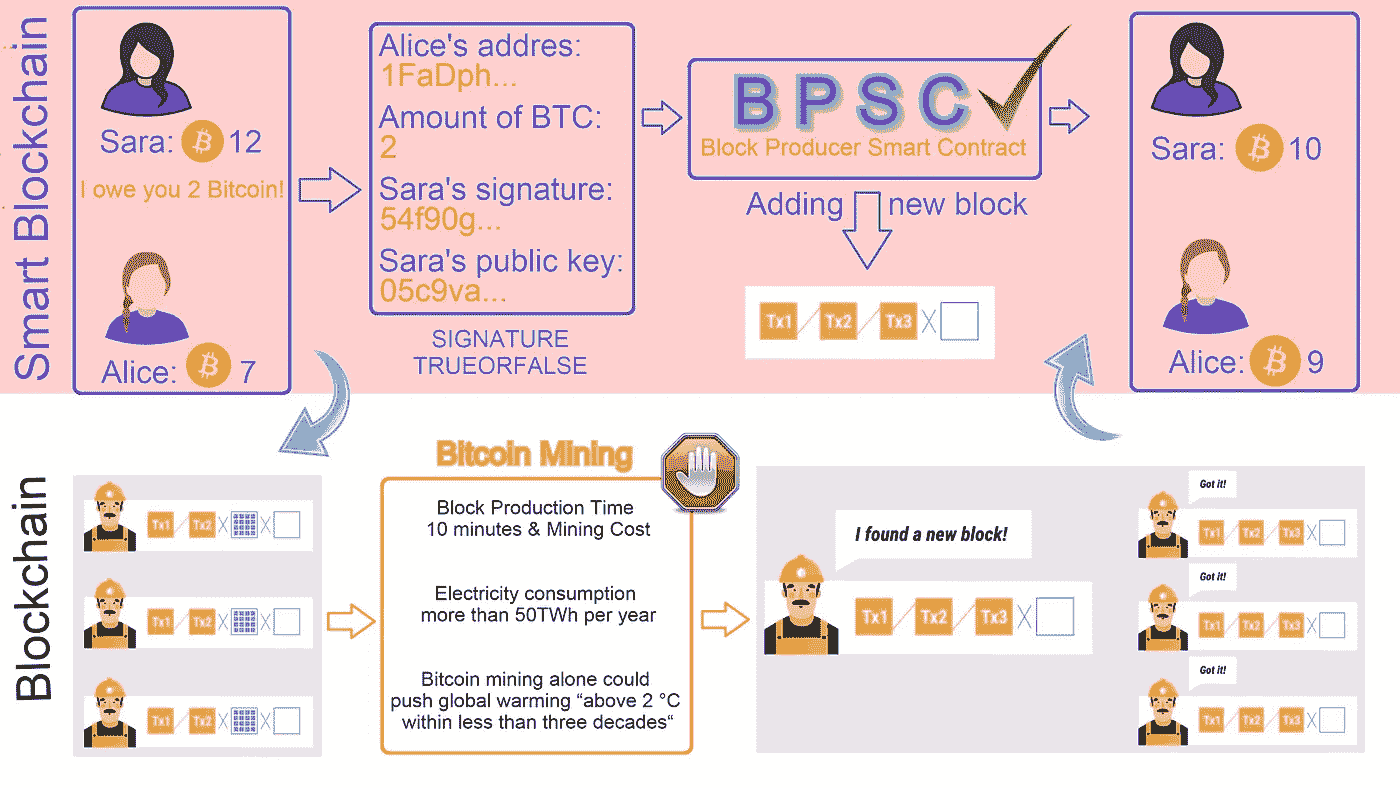 Smart Blockchain
Sara: 12
I owe you 2 Bitcoin!
Alice: 7
Alice's addres:
1FaDph...
Amount of BTC:
2
Sara's signature:
54f90g...
Sara's public key:
05c9va...
SIGNATURE
TRUEORFALSE
BPSC
Block Producer Smart Contract
Adding new block
Tx1 Tx2 Tx3
Sara: 10
Alice: 9
Blockchain
Tx1 Tx2
Tx1 Tx2
Tx1 Tx2
Bitcoin Mining
Block Production Time
10 minutes & Mining Cost
Electricity consumption
more than 50TWh per year
Bitcoin mining alone could
push global warming “above 2 °C
within less than three decades“
I found a new block!
Tx1 Tx2 Tx3
Got it!
Tx1 Tx2 Tx3
Got it!
Tx1 Tx2 Tx3
Got it!
Tx1 Tx2 Tx3